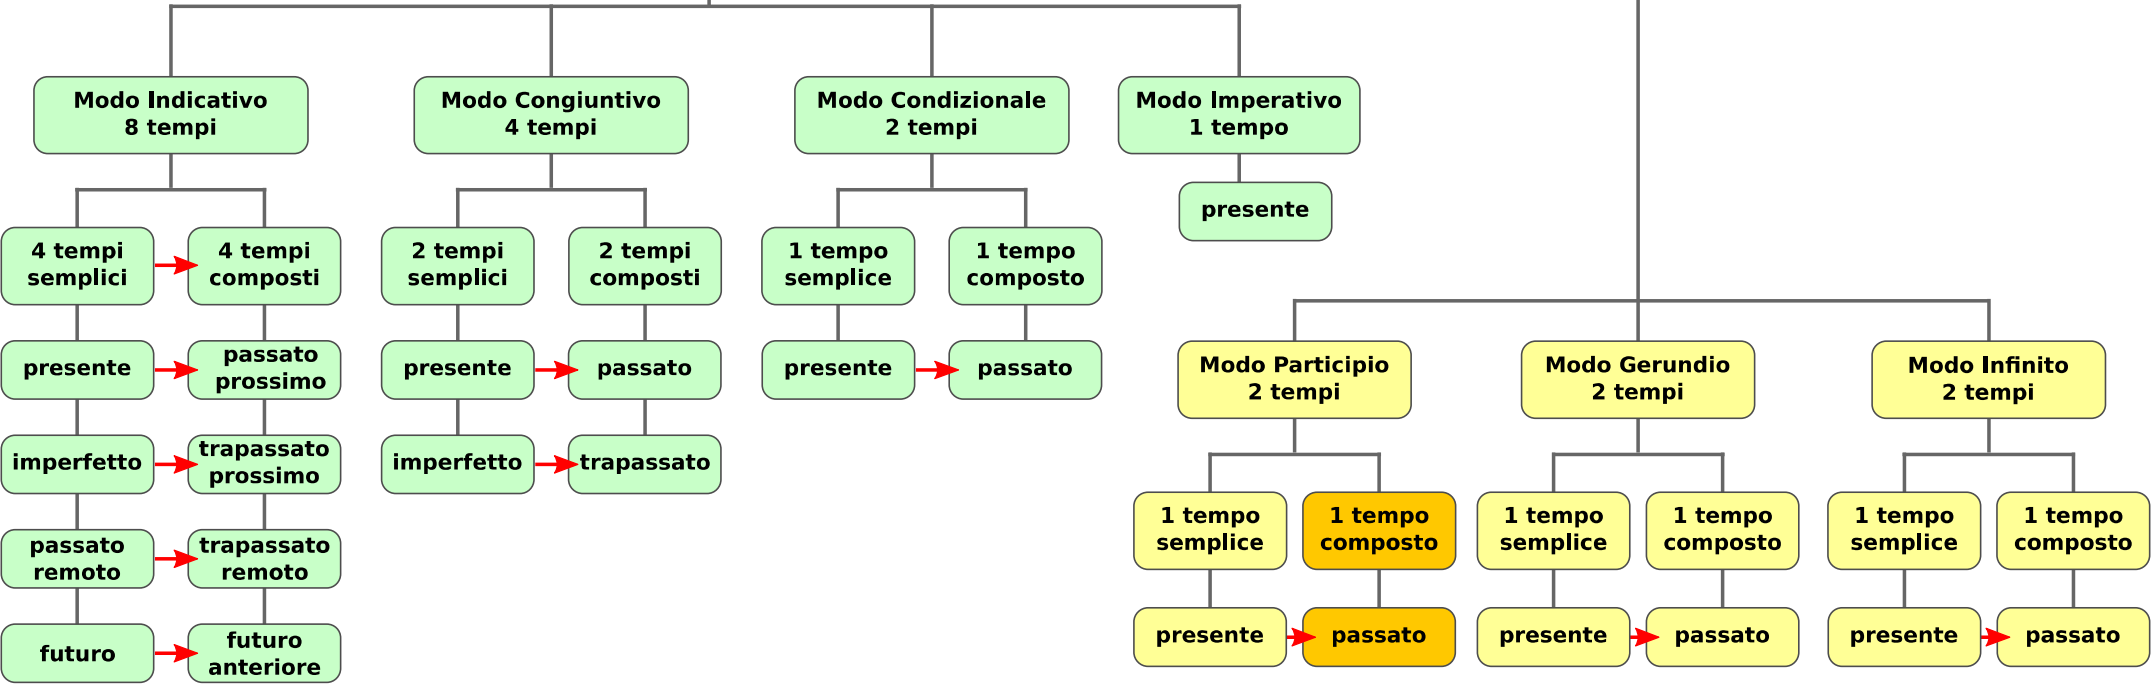 Modo Indicativo
8 tempi
Modo Congiuntivo
4 tempi
Modo Condizionale
2 tempi
Modo Imperativo
1 tempo
presente
4 tempi
semplici
4 tempi
composti
presente
passato
prossimo
imperfetto
trapassato
prossimo
passato
remoto
trapassato
remoto
futuro
futuro
anteriore
2 tempi
semplici
2 tempi
composti
presente
passato
imperfetto
trapassato
1 tempo
semplice
1 tempo
composto
presente
passato
Modo Participio
2 tempi
1 tempo
semplice
1 tempo
composto
presente
passato
Modo Gerundio
2 tempi
1 tempo
semplice
1 tempo
composto
presente
passato
Modo Infinito
2 tempi
1 tempo
semplice
1 tempo
composto
presente
passato